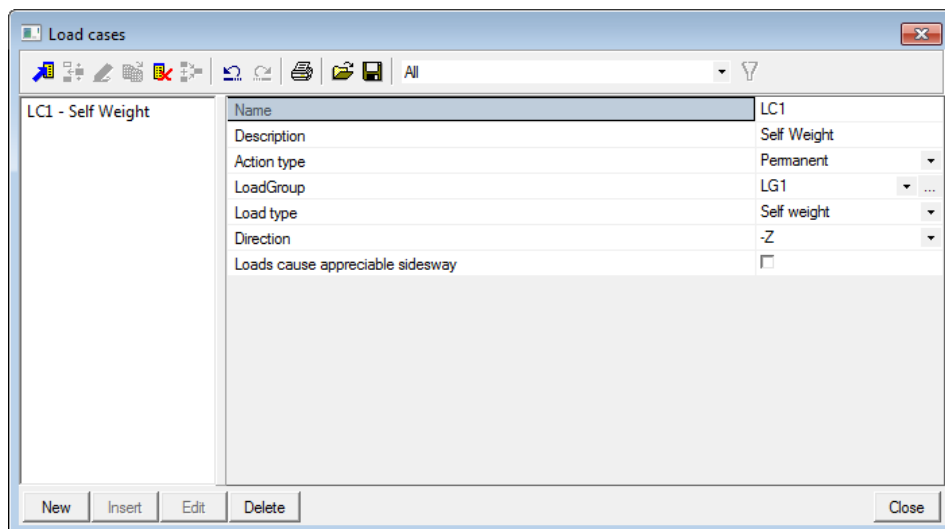 Load cases
All
LC1 - Self Weight
Name LC1
Description Self Weight
Action type Permanent
LoadGroup LG1 ...
Load type Self weight
Direction -Z
Loads cause appreciable sidesway
New Insert Edit Delete Close